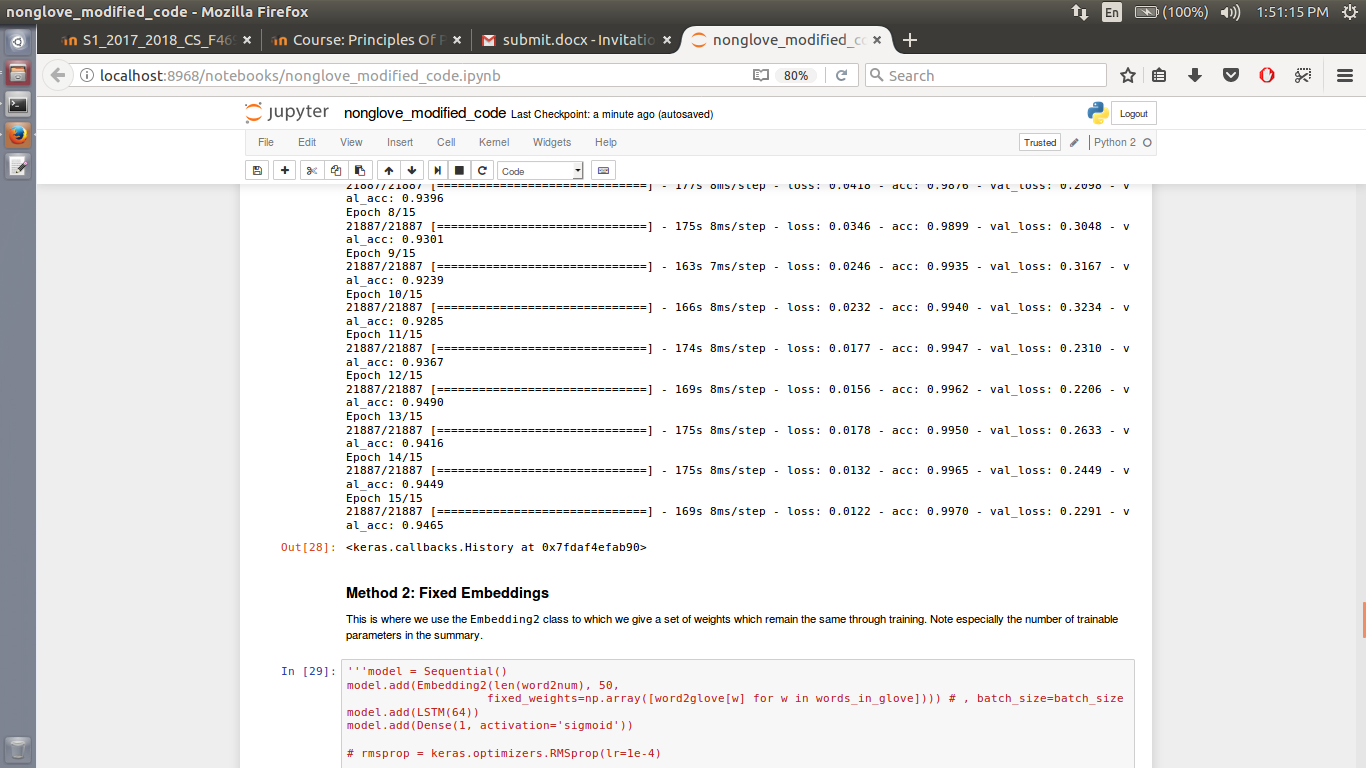 nonglove_modified_code - Mozilla Firefox
En (100%) 1:51:15 PM
S1_2017_2018_CS_F46
Course: Principles Of P
submit.docx - Invitatio
nonglove_modified_c
localhost:8968/notebooks/nonglove_modified_code.ipynb
80%
Search
jupyter nonglove_modified_code Last Checkpoint: a minute ago (autosaved)
Logout
File Edit View Insert Cell Kernel Widgets Help
Trusted Python 2
Code
21887/21887 [==============================] - 177s 8ms/step - loss: 0.0418 - acc: 0.9876 - val_loss: 0.2098 - v
al_acc: 0.9396
Epoch 8/15
21887/21887 [==============================] - 175s 8ms/step - loss: 0.0346 - acc: 0.9899 - val_loss: 0.3048 - v
al_acc: 0.9301
Epoch 9/15
21887/21887 [==============================] - 163s 7ms/step - loss: 0.0246 - acc: 0.9935 - val_loss: 0.3167 - v
al_acc: 0.9239
Epoch 10/15
21887/21887 [==============================] - 166s 8ms/step - loss: 0.0232 - acc: 0.9940 - val_loss: 0.3234 - v
al_acc: 0.9285
Epoch 11/15
21887/21887 [==============================] - 174s 8ms/step - loss: 0.0177 - acc: 0.9947 - val_loss: 0.2310 - v
al_acc: 0.9367
Epoch 12/15
21887/21887 [==============================] - 169s 8ms/step - loss: 0.0156 - acc: 0.9962 - val_loss: 0.2206 - v
al_acc: 0.9490
Epoch 13/15
21887/21887 [==============================] - 175s 8ms/step - loss: 0.0178 - acc: 0.9950 - val_loss: 0.2633 - v
al_acc: 0.9416
Epoch 14/15
21887/21887 [==============================] - 175s 8ms/step - loss: 0.0132 - acc: 0.9965 - val_loss: 0.2449 - v
al_acc: 0.9449
Epoch 15/15
21887/21887 [==============================] - 169s 8ms/step - loss: 0.0122 - acc: 0.9970 - val_loss: 0.2291 - v
al_acc: 0.9465
Out[28]: <keras.callbacks.History at 0x7fdaf4efab90>
Method 2: Fixed Embeddings
This is where we use the Embedding2 class to which we give a set of weights which remain the same through training. Note especially the number of trainable
parameters in the summary.
In [29]: '''model = Sequential()
model.add(Embedding2(len(word2num), 50,
fixed_weights=np.array([word2glove[w] for w in words_in_glove]))) # , batch_size=batch_size
model.add(LSTM(64))
model.add(Dense(1, activation='sigmoid'))
# rmsprop = keras.optimizers.RMSprop(lr=1e-4)